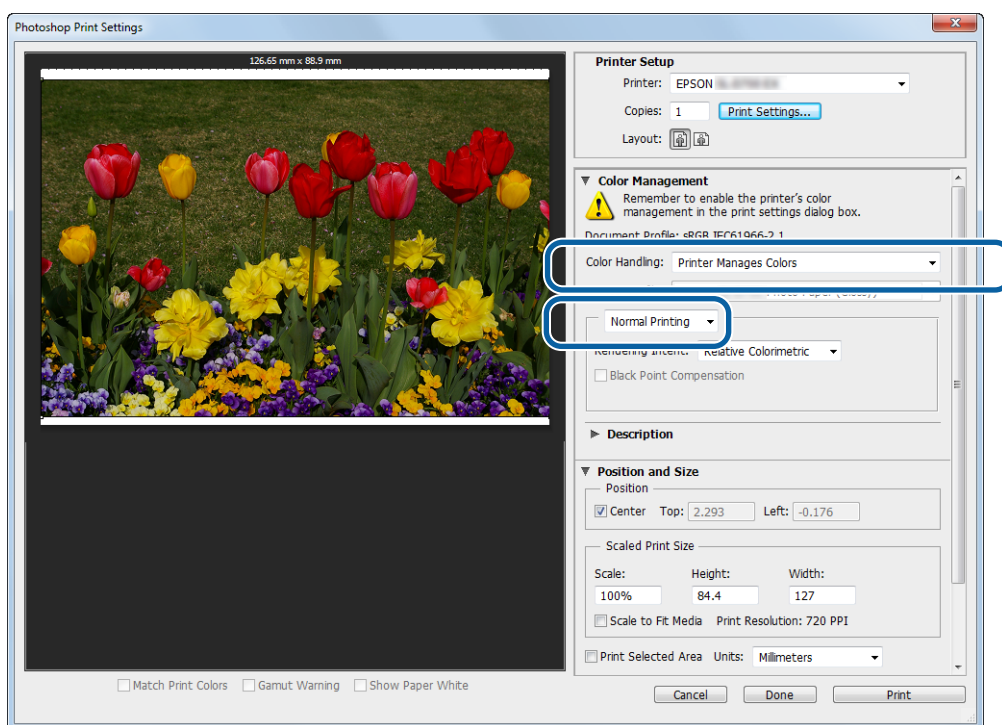 Photoshop Print Settings
126.65 mm x 88.9 mm
Printer Setup
Printer: EPSON
Copies: 1 Print Settings...
Layout:
Color Management
Remember to enable the printer's color
management in the print settings dialog box.
Document Profile: sRGB IEC61966-2.1
Color Handling: Printer Manages Colors
Normal Printing
Rendering Intent: Relative Colorimetric
Black Point Compensation
Description
Position and Size
Position
Center Top: 2.293 Left: -0.176
Scaled Print Size
Scale: Height: Width:
100% 84.4 127
Scale to Fit Media Print Resolution: 720 PPI
Print Selected Area Units: Millimeters
Match Print Colors Gamut Warning Show Paper White
Cancel Done Print